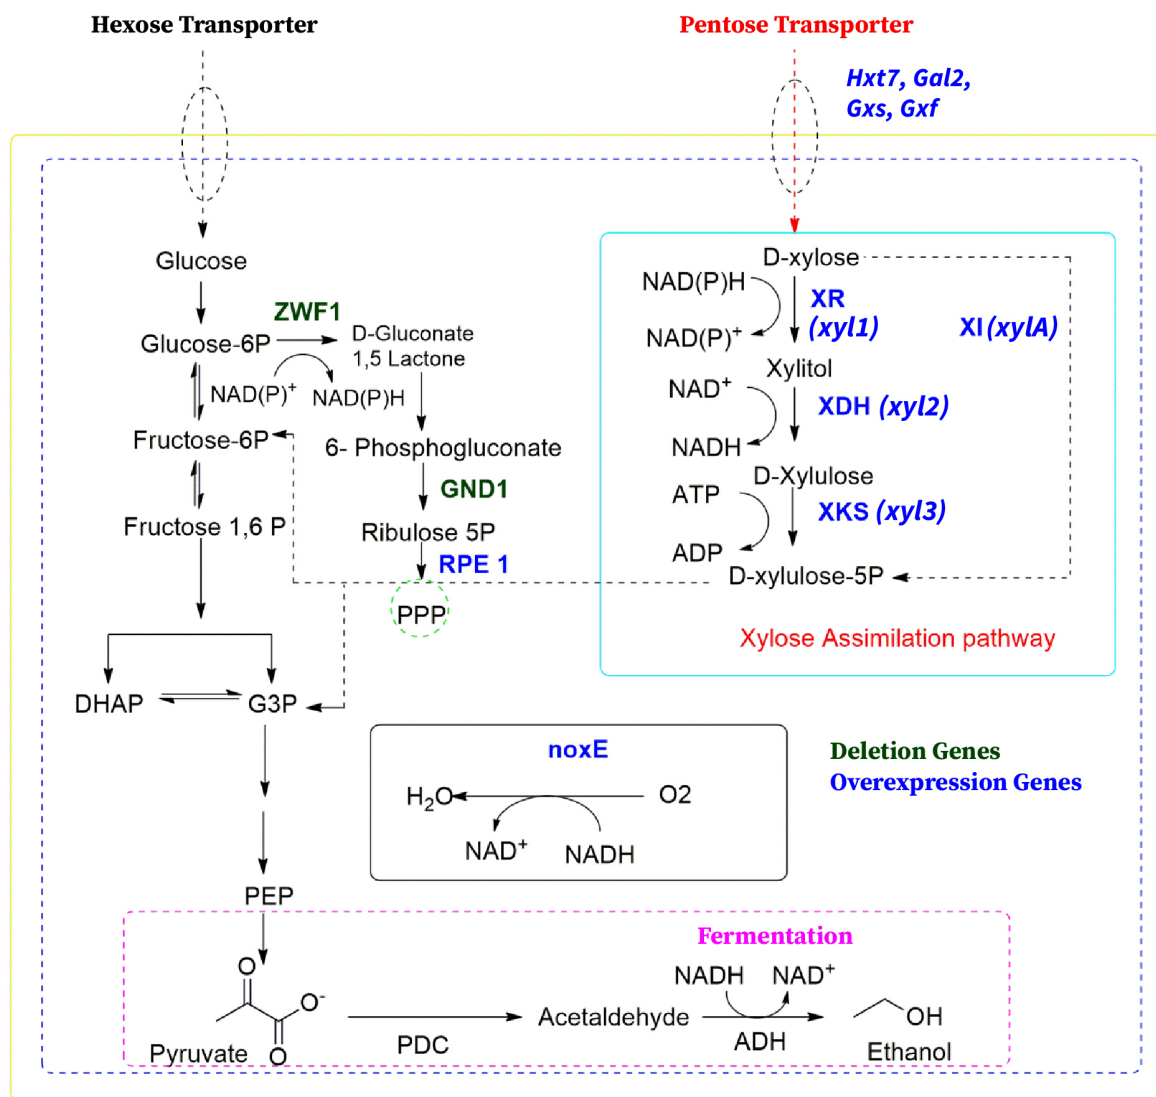 Hexose Transporter
Pentose Transporter
Hxt7, Gal2,
Gxs, Gxf
Glucose
ZWF1
Glucose-6P
D-Gluconate
1,5 Lactone
NAD(P)+
NAD(P)H
Fructose-6P
6- Phosphogluconate
GND1
Fructose 1,6 P
Ribulose 5P
RPE 1
PPP
DHAP
G3P
D-xylose
NAD(P)H
XR
(xyl1)
NAD(P)+
XI(xylA)
Xylitol
NAD+
XDH (xyl2)
NADH
D-Xylulose
ATP
XKS (xyl3)
ADP
D-xylulose-5P
Xylose Assimilation pathway
noxE
H2O
O2
NAD+
NADH
Deletion Genes
Overexpression Genes
PEP
Fermentation
O
O-
O
Pyruvate
PDC
Acetaldehyde
NADH
NAD+
ADH
OH
Ethanol